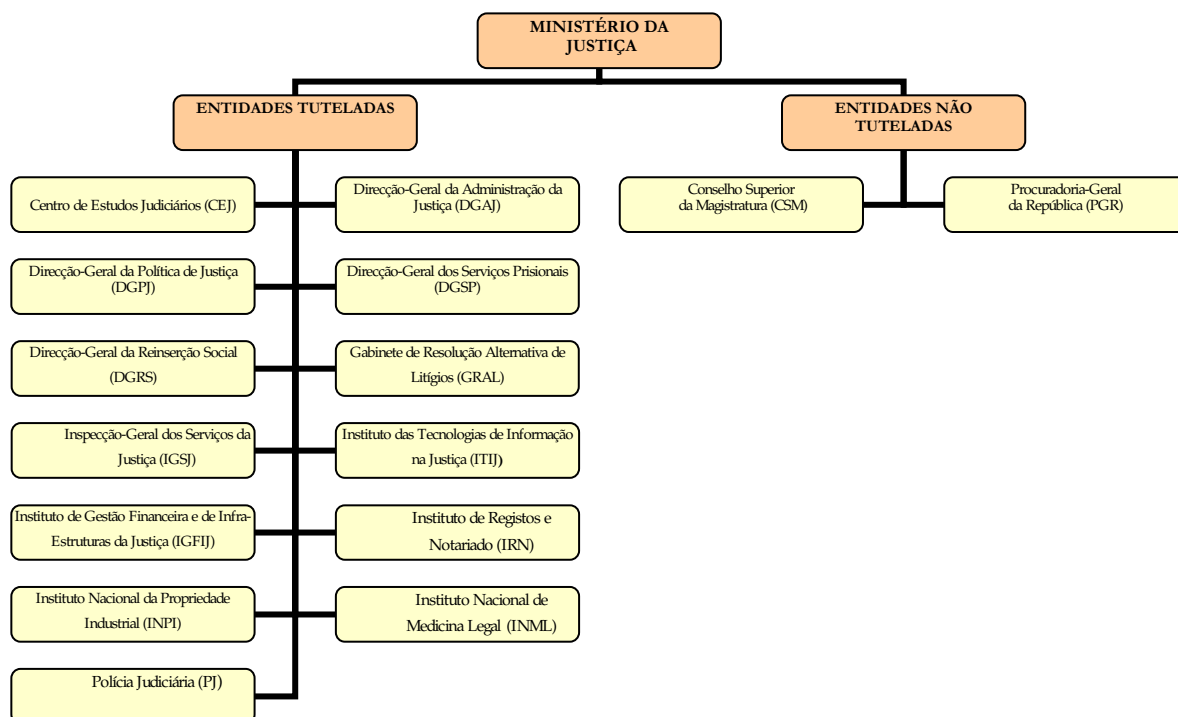 MINISTÉRIO DA
JUSTIÇA
ENTIDADES TUTELADAS
ENTIDADES NÃO
TUTELADAS
Centro de Estudos Judiciários (CEJ)
Direcção-Geral da Administração da
Justiça (DGAJ)
Conselho Superior
da Magistratura (CSM)
Procuradoria-Geral
da República (PGR)
Direcção-Geral da Política de Justiça
(DGPJ)
Direcção-Geral dos Serviços Prisionais
(DGSP)
Direcção-Geral da Reinserção Social
(DGRS)
Gabinete de Resolução Alternativa de
Litígios (GRAL)
Inspecção-Geral dos Serviços da
Justiça (IGSJ)
Instituto das Tecnologias de Informação
na Justiça (ITIJ)
Instituto de Gestão Financeira e de Infra-
Estruturas da Justiça (IGFIJ)
Instituto de Registos e
Notariado (IRN)
Instituto Nacional da Propriedade
Industrial (INPI)
Instituto Nacional de
Medicina Legal (INML)
Polícia Judiciária (PJ)